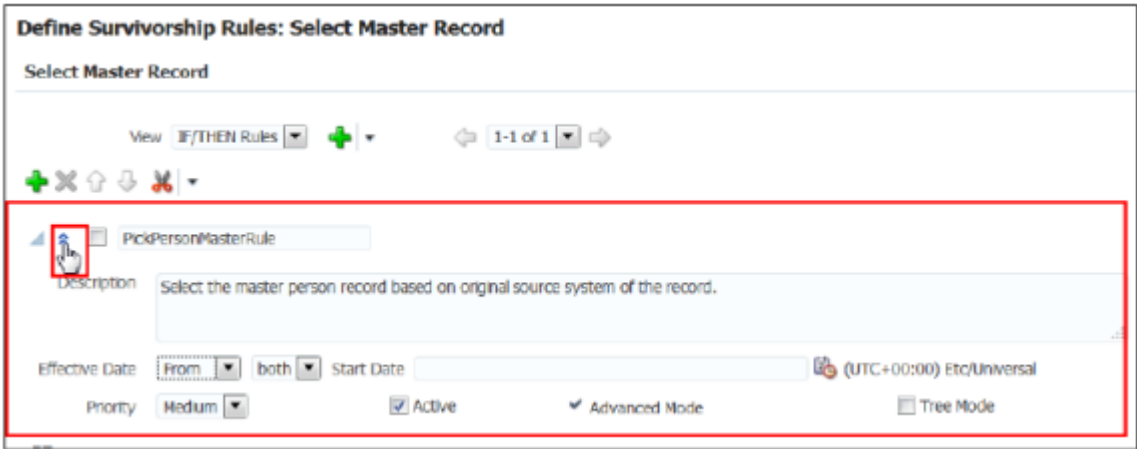 Define Survivorship Rules: Select Master Record
Select Master Record
View IF/THEN Rules 1-1 of 1
PickPersonMasterRule
Description Select the master person record based on original source system of the record.
Effective Date From both Start Date (UTC+00:00) Etc/Universal
Priority Medium Active Advanced Mode Tree Mode